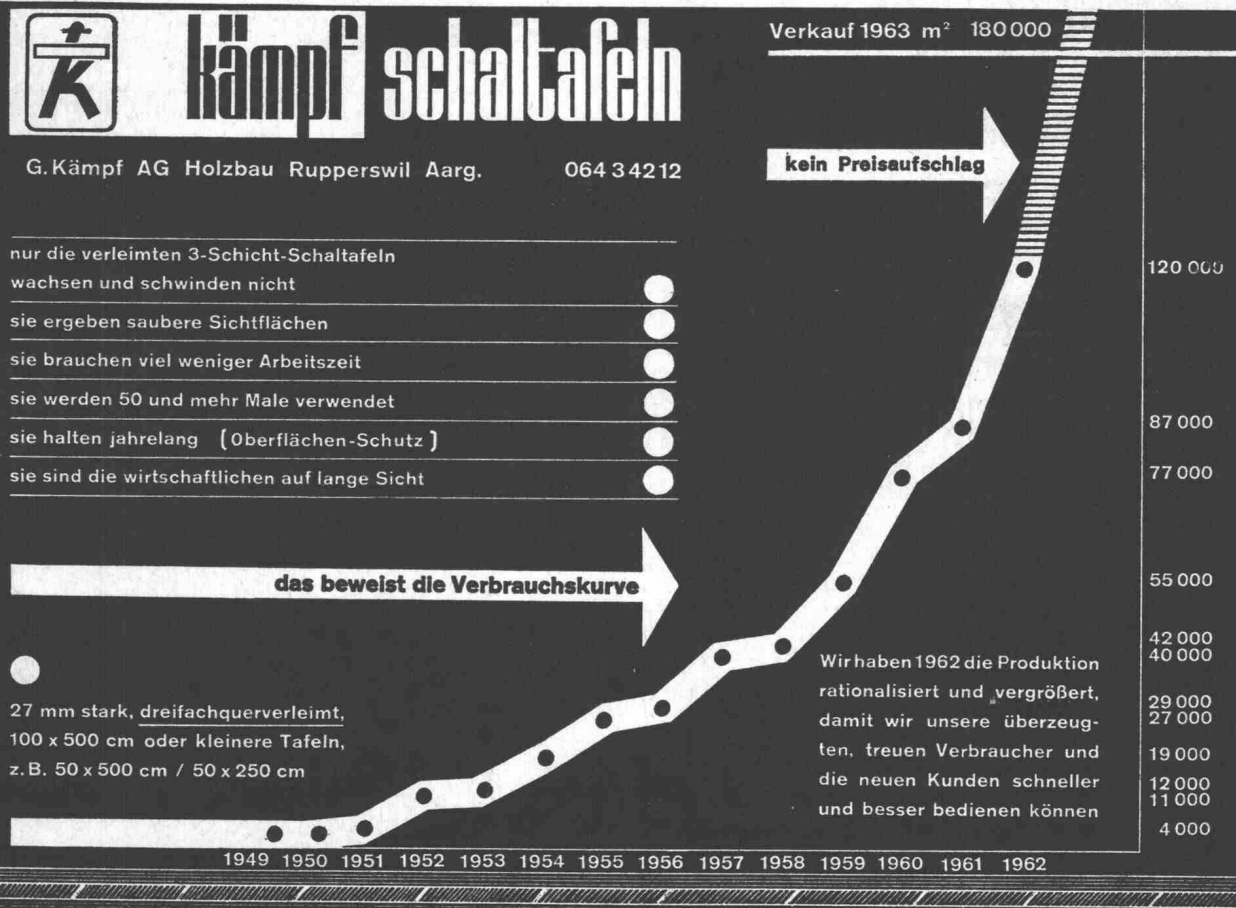 K
kämpf schaltafeln
G. Kämpf AG Holzbau Rupperswil Aarg. 064 3 42 12
Verkauf 1963 m² 180 000
kein Preisaufschlag
nur die verleimten 3-Schicht-Schaltafeln
wachsen und schwinden nicht
sie ergeben saubere Sichtflächen
sie brauchen viel weniger Arbeitszeit
sie werden 50 und mehr Male verwendet
sie halten jahrelang [Oberflächen-Schutz]
sie sind die wirtschaftlichen auf lange Sicht
das beweist die Verbrauchskurve
27 mm stark, dreifachquerverleimt,
100 x 500 cm oder kleinere Tafeln,
z. B. 50 x 500 cm / 50 x 250 cm
Wir haben 1962 die Produktion
rationalisiert und vergrößert,
damit wir unsere überzeug-
ten, treuen Verbraucher und
die neuen Kunden schneller
und besser bedienen können
120 000
87 000
77 000
55 000
42 000
40 000
29 000
27 000
19 000
12 000
11 000
4 000
1949 1950 1951 1952 1953 1954 1955 1956 1957 1958 1959 1960 1961 1962